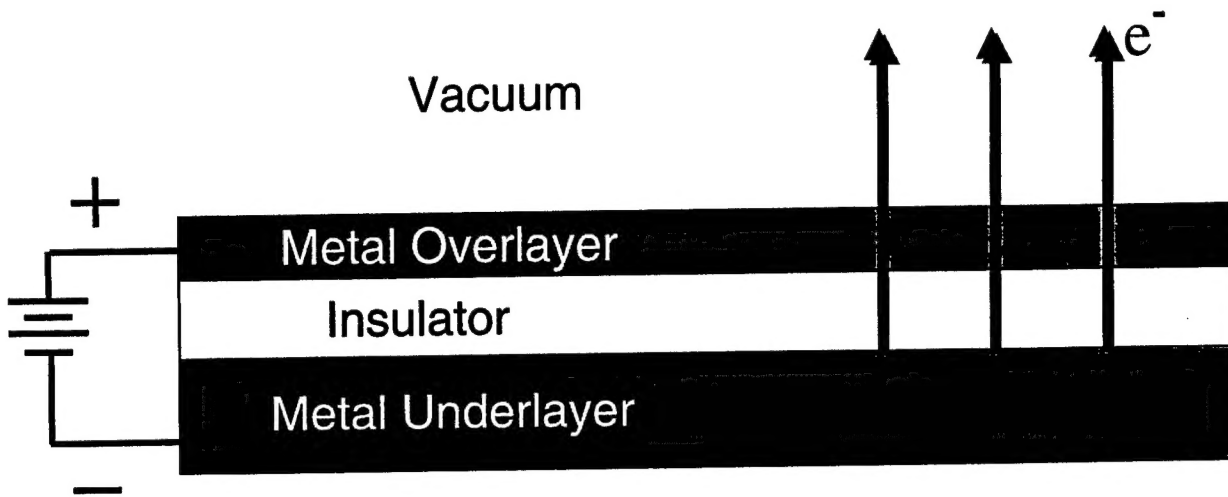 e⁻
Vacuum
+
Metal Overlayer
Insulator
Metal Underlayer
−